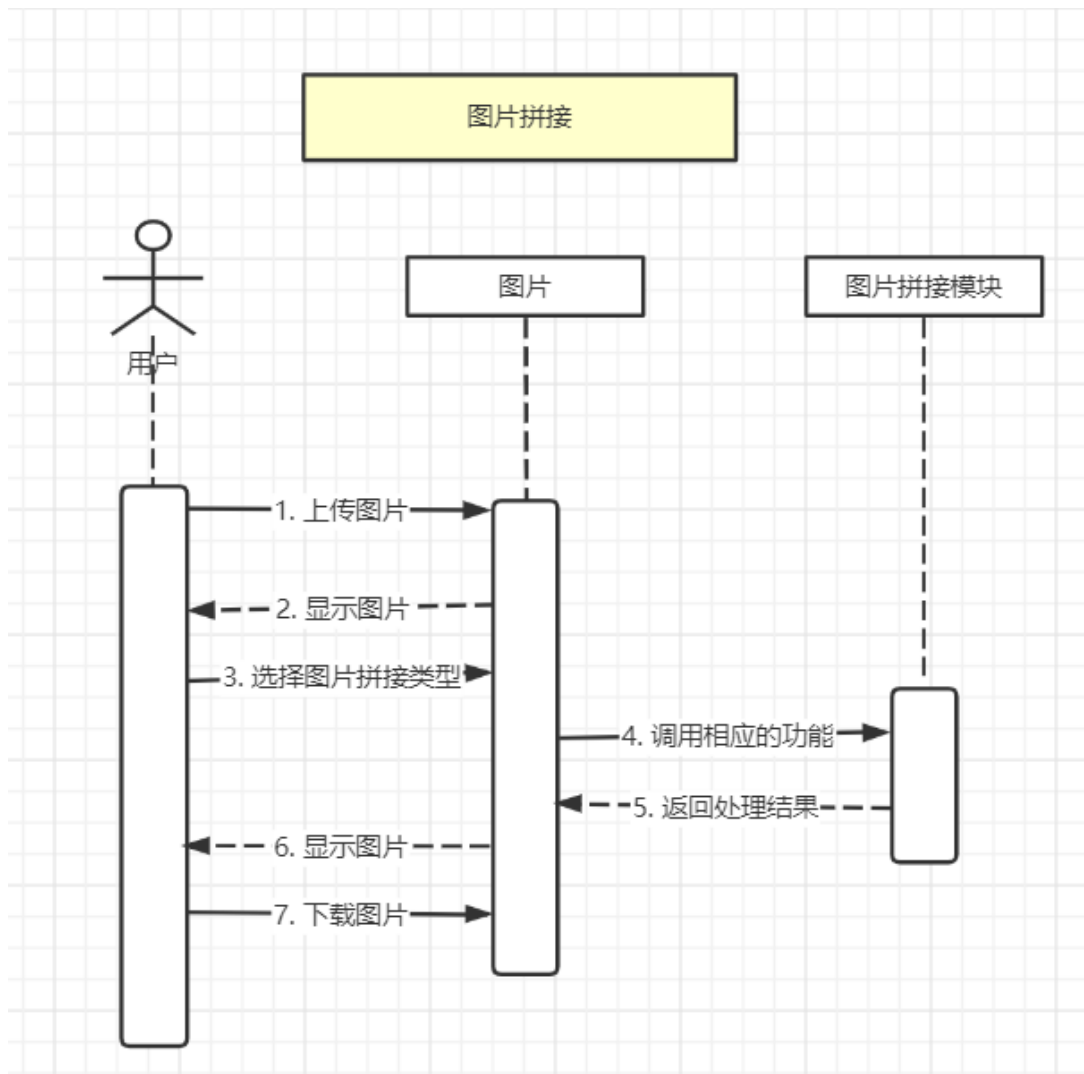 图片拼接
图片
图片拼接模块
用户
1. 上传图片
2. 显示图片
3. 选择图片拼接类型
4. 调用相应的功能
5. 返回处理结果
6. 显示图片
7. 下载图片